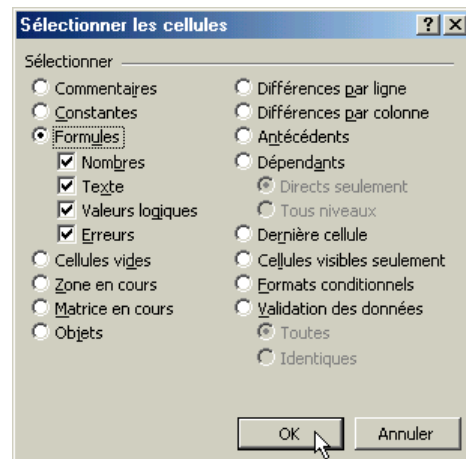 Sélectionner les cellules
Sélectionner
Commentaires
Constantes
Formules
Nombres
Texte
Valeurs logiques
Erreurs
Cellules vides
Zone en cours
Matrice en cours
Objets
Différences par ligne
Différences par colonne
Antécédents
Dépendants
Directs seulement
Tous niveaux
Dernière cellule
Cellules visibles seulement
Formats conditionnels
Validation des données
Toutes
Identiques
OK
Annuler